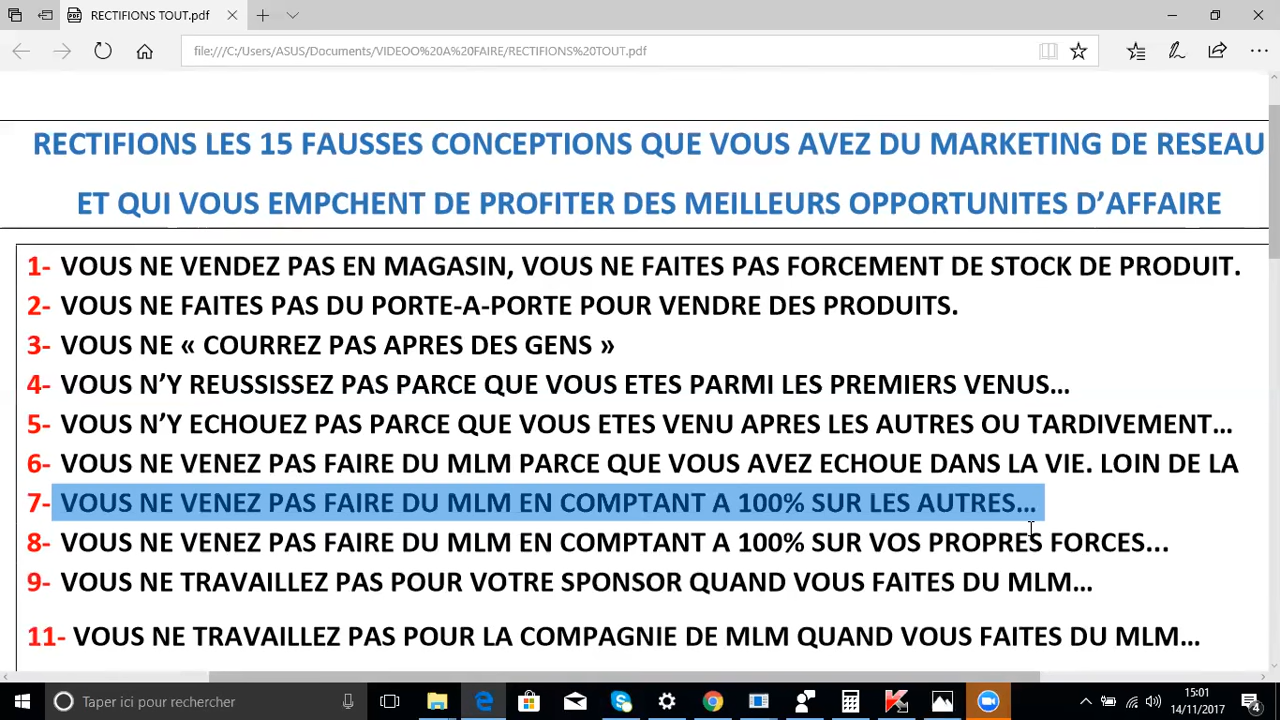 RECTIFIONS TOUT.pdf
file:///C:/Users/ASUS/Documents/VIDEOO%20A%20FAIRE/RECTIFIONS%20TOUT.pdf
RECTIFIONS LES 15 FAUSSES CONCEPTIONS QUE VOUS AVEZ DU MARKETING DE RESEAU
ET QUI VOUS EMPCHENT DE PROFITER DES MEILLEURS OPPORTUNITES D’AFFAIRE
1- VOUS NE VENDEZ PAS EN MAGASIN, VOUS NE FAITES PAS FORCEMENT DE STOCK DE PRODUIT.
2- VOUS NE FAITES PAS DU PORTE-A-PORTE POUR VENDRE DES PRODUITS.
3- VOUS NE « COURREZ PAS APRES DES GENS »
4- VOUS N’Y REUSSISSEZ PAS PARCE QUE VOUS ETES PARMI LES PREMIERS VENUS…
5- VOUS N’Y ECHOUEZ PAS PARCE QUE VOUS ETES VENU APRES LES AUTRES OU TARDIVEMENT…
6- VOUS NE VENEZ PAS FAIRE DU MLM PARCE QUE VOUS AVEZ ECHOUE DANS LA VIE. LOIN DE LA
7- VOUS NE VENEZ PAS FAIRE DU MLM EN COMPTANT A 100% SUR LES AUTRES…
8- VOUS NE VENEZ PAS FAIRE DU MLM EN COMPTANT A 100% SUR VOS PROPRES FORCES...
9- VOUS NE TRAVAILLEZ PAS POUR VOTRE SPONSOR QUAND VOUS FAITES DU MLM…
11- VOUS NE TRAVAILLEZ PAS POUR LA COMPAGNIE DE MLM QUAND VOUS FAITES DU MLM…
Taper ici pour rechercher
15:01
14/11/2017
4